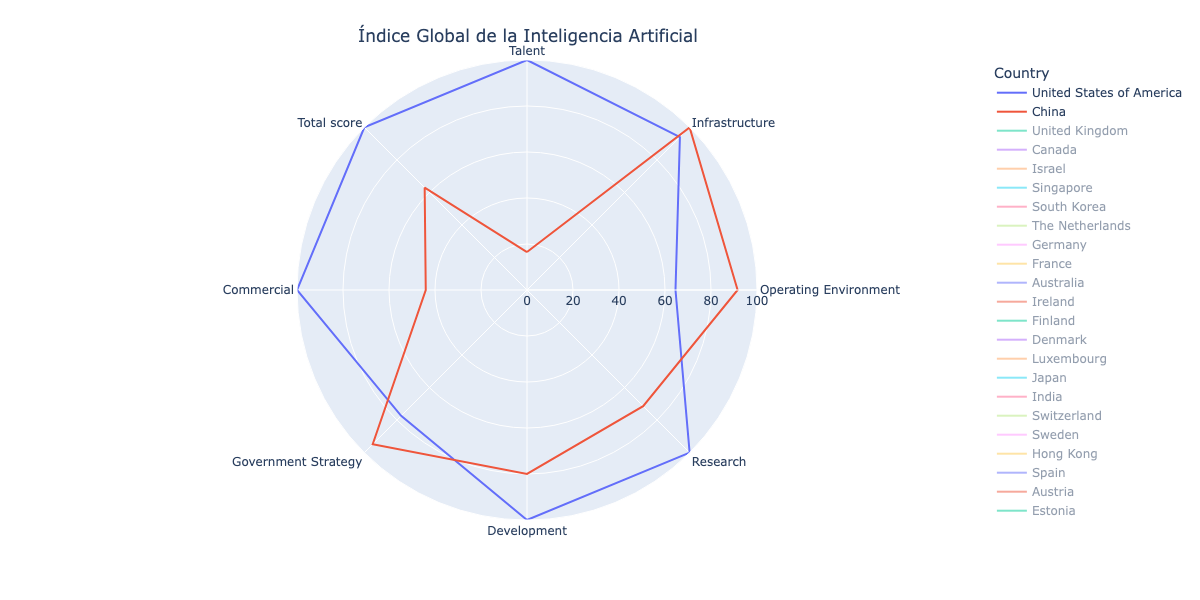 Índice Global de la Inteligencia Artificial
Talent
Total score
Infrastructure
Commercial
0
20
40
60
80
100
Operating Environment
Government Strategy
Research
Development
Country
United States of America
China
United Kingdom
Canada
Israel
Singapore
South Korea
The Netherlands
Germany
France
Australia
Ireland
Finland
Denmark
Luxembourg
Japan
India
Switzerland
Sweden
Hong Kong
Spain
Austria
Estonia